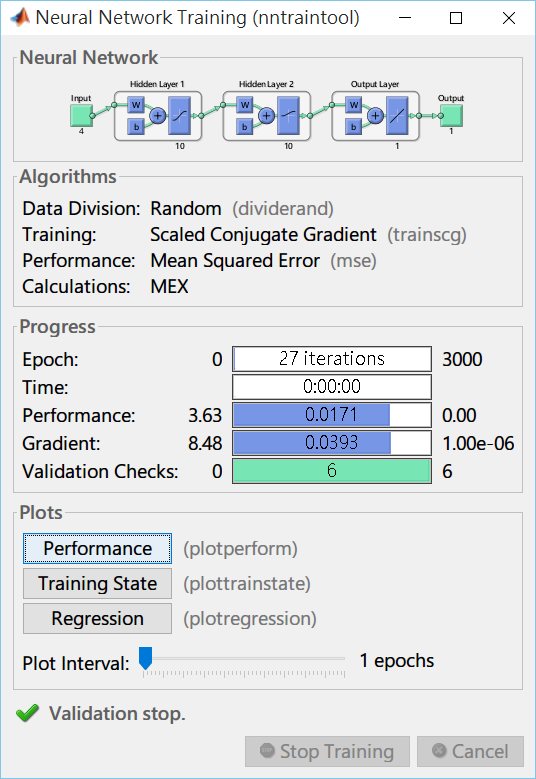 Neural Network Training (nntraintool)
Neural Network
Input
Hidden Layer 1
Hidden Layer 2
Output Layer
Output
W
b
+
W
b
+
W
b
+
4
10
10
1
1
Algorithms
Data Division: Random (dividerand)
Training: Scaled Conjugate Gradient (trainscg)
Performance: Mean Squared Error (mse)
Calculations: MEX
Progress
Epoch: 0 27 iterations 3000
Time: 0:00:00
Performance: 3.63 0.0171 0.00
Gradient: 8.48 0.0393 1.00e-06
Validation Checks: 0 6 6
Plots
Performance (plotperform)
Training State (plottrainstate)
Regression (plotregression)
Plot Interval: 1 epochs
Validation stop.
Stop Training Cancel